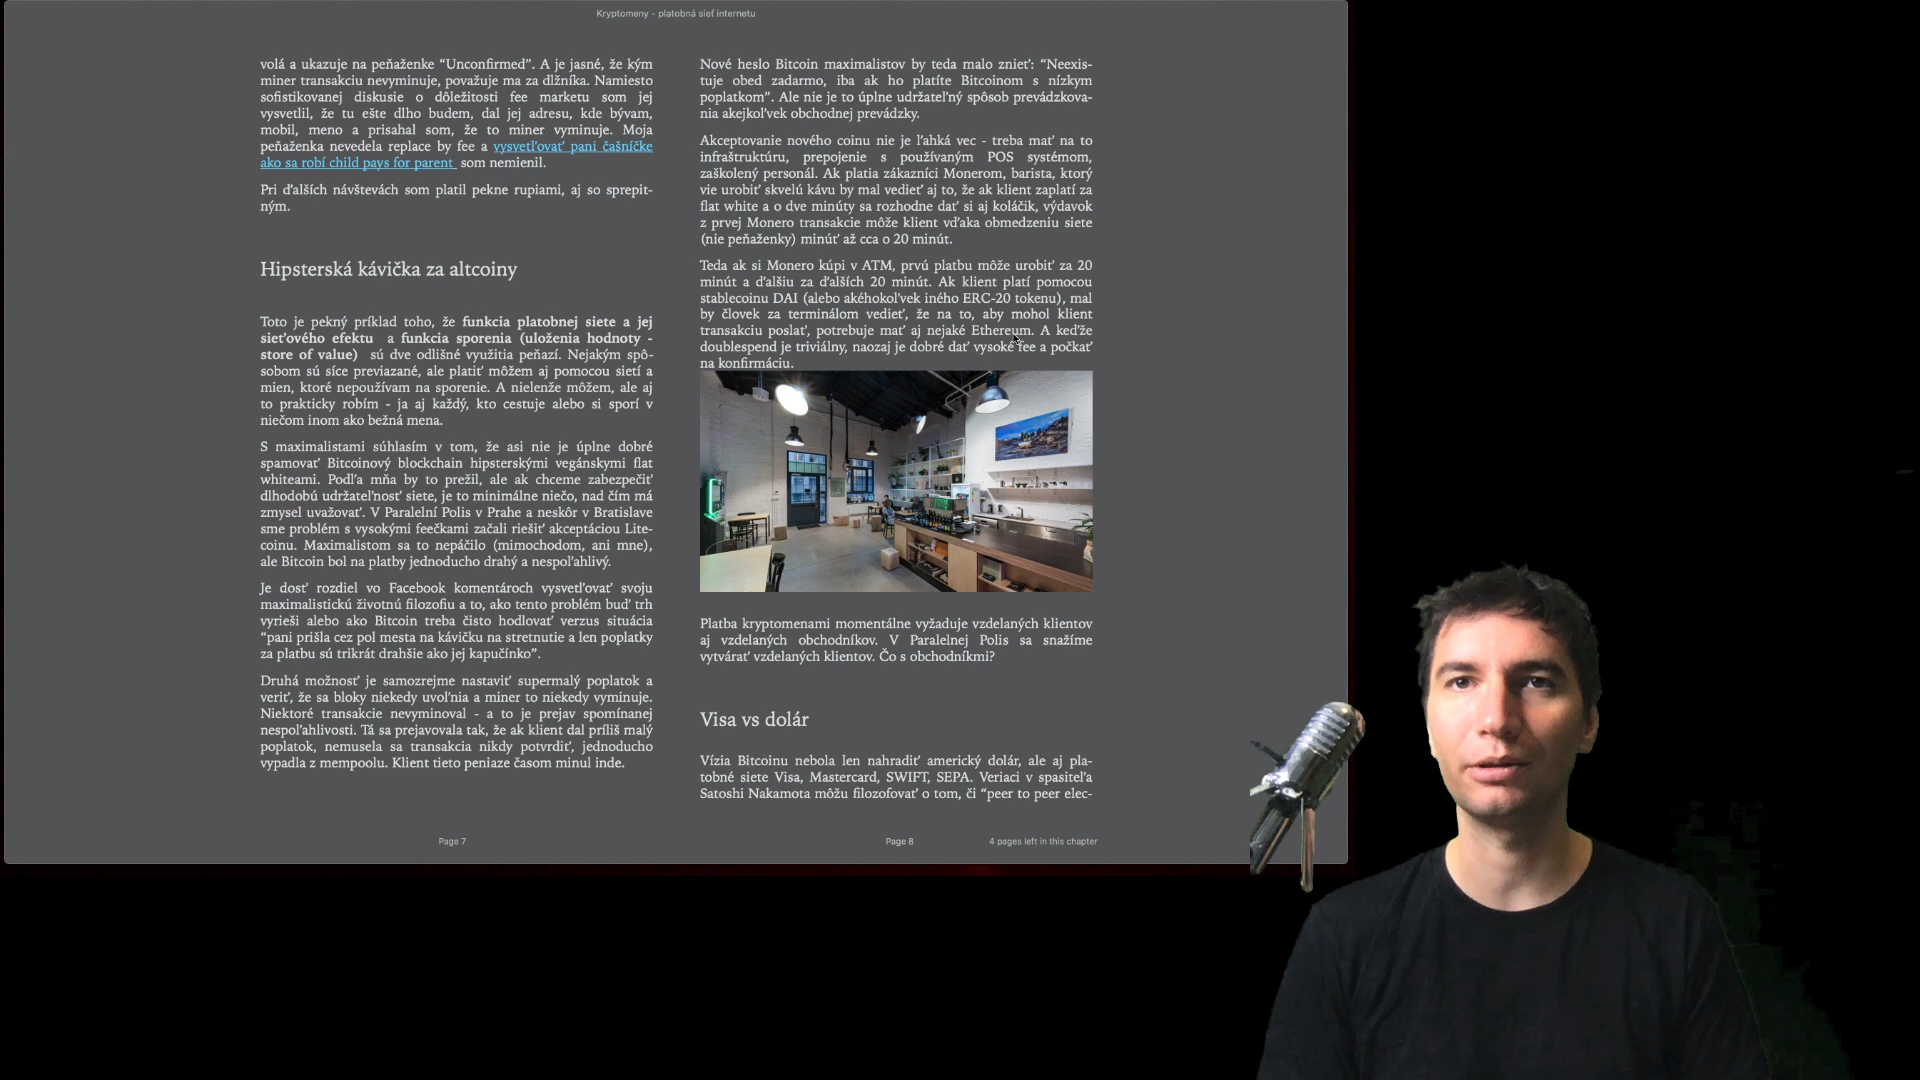 Kryptomeny - platobná sieť internetu
volá a ukazuje na peňaženke “Unconfirmed”. A je jasné, že kým
miner transakciu nevyminuje, považuje ma za dlžníka. Namiesto
sofistikovanej diskusie o dôležitosti fee marketu som jej
vysvetlil, že tu ešte dlho budem, dal jej adresu, kde bývam,
mobil, meno a prisahal som, že to miner vyminuje. Moja
peňaženka nevedela replace by fee a vysvetľovať pani čašníčke
ako sa robí child pays for parent som nemienil.
Pri ďalších návštevách som platil pekne rupiami, aj so sprepit-
ným.
Hipsterská kávička za altcoiny
Toto je pekný príklad toho, že funkcia platobnej siete a jej
sieťového efektu a funkcia sporenia (uloženia hodnoty -
store of value) sú dve odlišné využitia peňazí. Nejakým spô-
sobom sú síce previazané, ale platiť môžem aj pomocou sietí a
mien, ktoré nepoužívam na sporenie. A nielenže môžem, ale aj
to prakticky robím - ja aj každý, kto cestuje alebo si sporí v
niečom inom ako bežná mena.
S maximalistami súhlasím v tom, že asi nie je úplne dobré
spamovať Bitcoinový blockchain hipsterskými vegánskymi flat
whiteami. Podľa mňa by to prežil, ale ak chceme zabezpečiť
dlhodobú udržateľnosť siete, je to minimálne niečo, nad čím má
zmysel uvažovať. V Paralelní Polis v Prahe a neskôr v Bratislave
sme problém s vysokými feečkami začali riešiť akceptáciou Lite-
coinu. Maximalistom sa to nepáčilo (mimochodom, ani mne),
ale Bitcoin bol na platby jednoducho drahý a nespoľahlivý.
Je dosť rozdiel vo Facebook komentároch vysvetľovať svoju
maximalistickú životnú filozofiu a to, ako tento problém buď trh
vyrieši alebo ako Bitcoin treba čisto hodlovať verzus situácia
“pani prišla cez pol mesta na kávičku na stretnutie a len poplatky
za platbu sú trikrát drahšie ako jej kapučínko”.
Druhá možnosť je samozrejme nastaviť supermalý poplatok a
veriť, že sa bloky niekedy uvoľnia a miner to niekedy vyminuje.
Niektoré transakcie nevyminoval - a to je prejav spomínanej
nespoľahlivosti. Tá sa prejavovala tak, že ak klient dal príliš malý
poplatok, nemusela sa transakcia nikdy potvrdiť, jednoducho
vypadla z mempoolu. Klient tieto peniaze časom minul inde.
Page 7
Nové heslo Bitcoin maximalistov by teda malo znieť: “Neexis-
tuje obed zadarmo, iba ak ho platíte Bitcoinom s nízkym
poplatkom”. Ale nie je to úplne udržateľný spôsob prevádzkova-
nia akejkoľvek obchodnej prevádzky.
Akceptovanie nového coinu nie je ľahká vec - treba mať na to
infraštruktúru, prepojenie s používaným POS systémom,
zaškolený personál. Ak platia zákazníci Monerom, barista, ktorý
vie urobiť skvelú kávu by mal vedieť aj to, že ak klient zaplatí za
flat white a o dve minúty sa rozhodne dať si aj koláčik, výdavok
z prvej Monero transakcie môže klient vďaka obmedzeniu siete
(nie peňaženky) minúť až cca o 20 minút.
Teda ak si Monero kúpi v ATM, prvú platbu môže urobiť za 20
minút a ďalšiu za ďalších 20 minút. Ak klient platí pomocou
stablecoinu DAI (alebo akéhokoľvek iného ERC-20 tokenu), mal
by človek za terminálom vedieť, že na to, aby mohol klient
transakciu poslať, potrebuje mať aj nejaké Ethereum. A keďže
doublespend je triviálny, naozaj je dobré dať vysoké fee a počkať
na konfirmáciu.
Platba kryptomenami momentálne vyžaduje vzdelaných klientov
aj vzdelaných obchodníkov. V Paralelnej Polis sa snažíme
vytvárať vzdelaných klientov. Čo s obchodníkmi?
Visa vs dolár
Vízia Bitcoinu nebola len nahradiť americký dolár, ale aj pla-
tobné siete Visa, Mastercard, SWIFT, SEPA. Veriaci v spasiteľa
Satoshi Nakamota môžu filozofovať o tom, či “peer to peer elec-
Page 8
4 pages left in this chapter